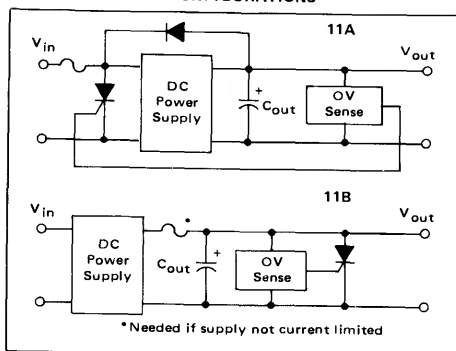 11A
V_in
V_out
DC
Power
Supply
+
C_out
OV
Sense
11B
V_in
V_out
DC
Power
Supply
*
+
C_out
OV
Sense
*Needed if supply not current limited